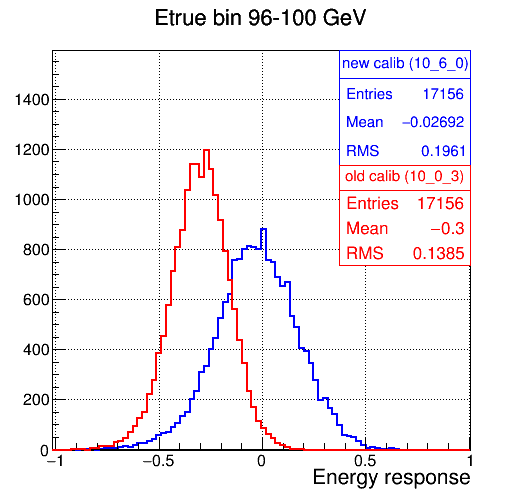 Etrue bin 96-100 GeV
new calib (10_6_0)
Entries 17156
Mean −0.02692
RMS 0.1961
old calib (10_0_3)
Entries 17156
Mean −0.3
RMS 0.1385
1400
1200
1000
800
600
400
200
0
−1 −0.5 0 0.5 1
Energy response